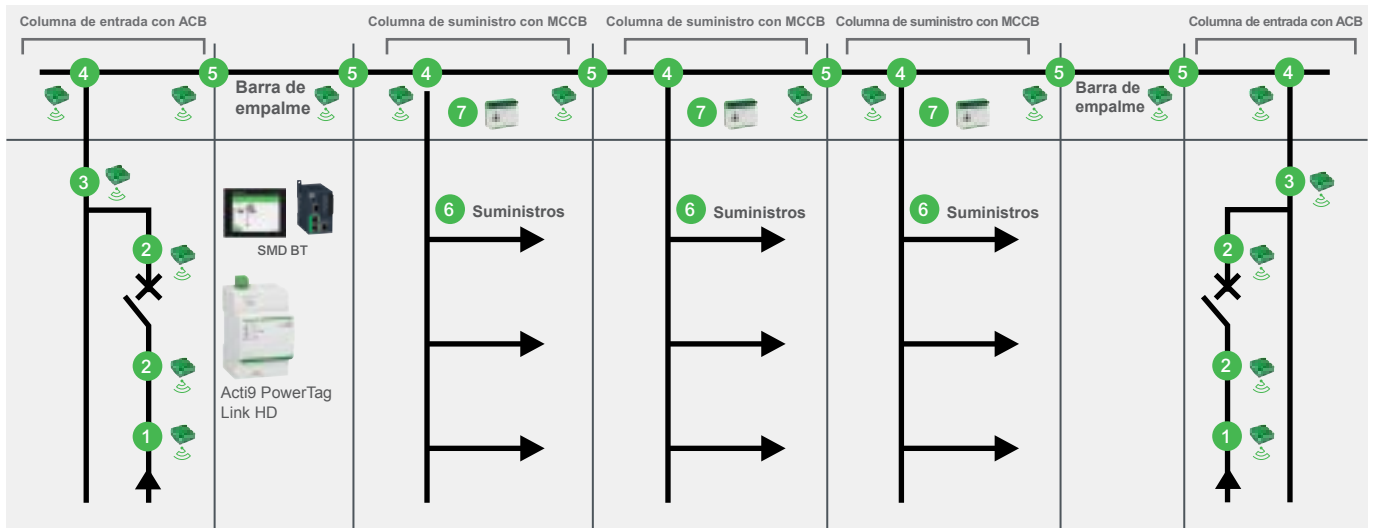 Columna de entrada con ACB
Columna de suministro con MCCB
Columna de suministro con MCCB
Columna de suministro con MCCB
Columna de entrada con ACB
4
5
5
4
5
4
5
4
5
5
4
Barra de
empalme
7
7
7
Barra de
empalme
3
3
SMD BT
6 Suministros
6 Suministros
6 Suministros
2
2
2
2
Acti9 PowerTag
Link HD
1
1